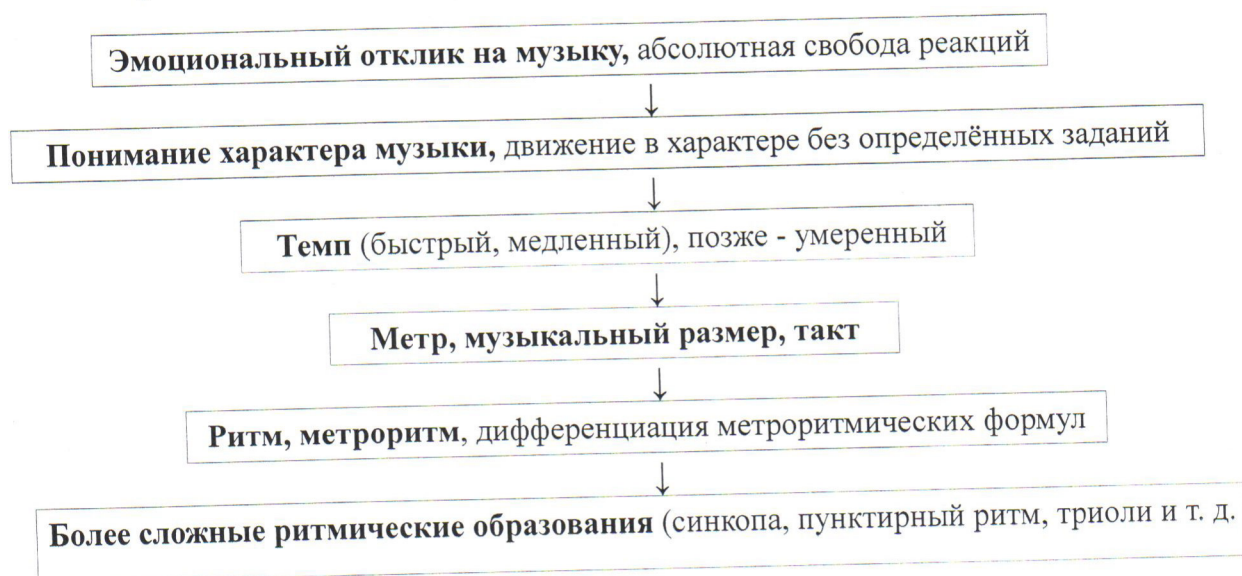 Эмоциональный отклик на музыку, абсолютная свобода реакций
↓
Понимание характера музыки, движение в характере без определённых заданий
↓
Темп (быстрый, медленный), позже - умеренный
↓
Метр, музыкальный размер, такт
↓
Ритм, метроритм, дифференциация метроритмических формул
↓
Более сложные ритмические образования (синкопа, пунктирный ритм, триоли и т. д.